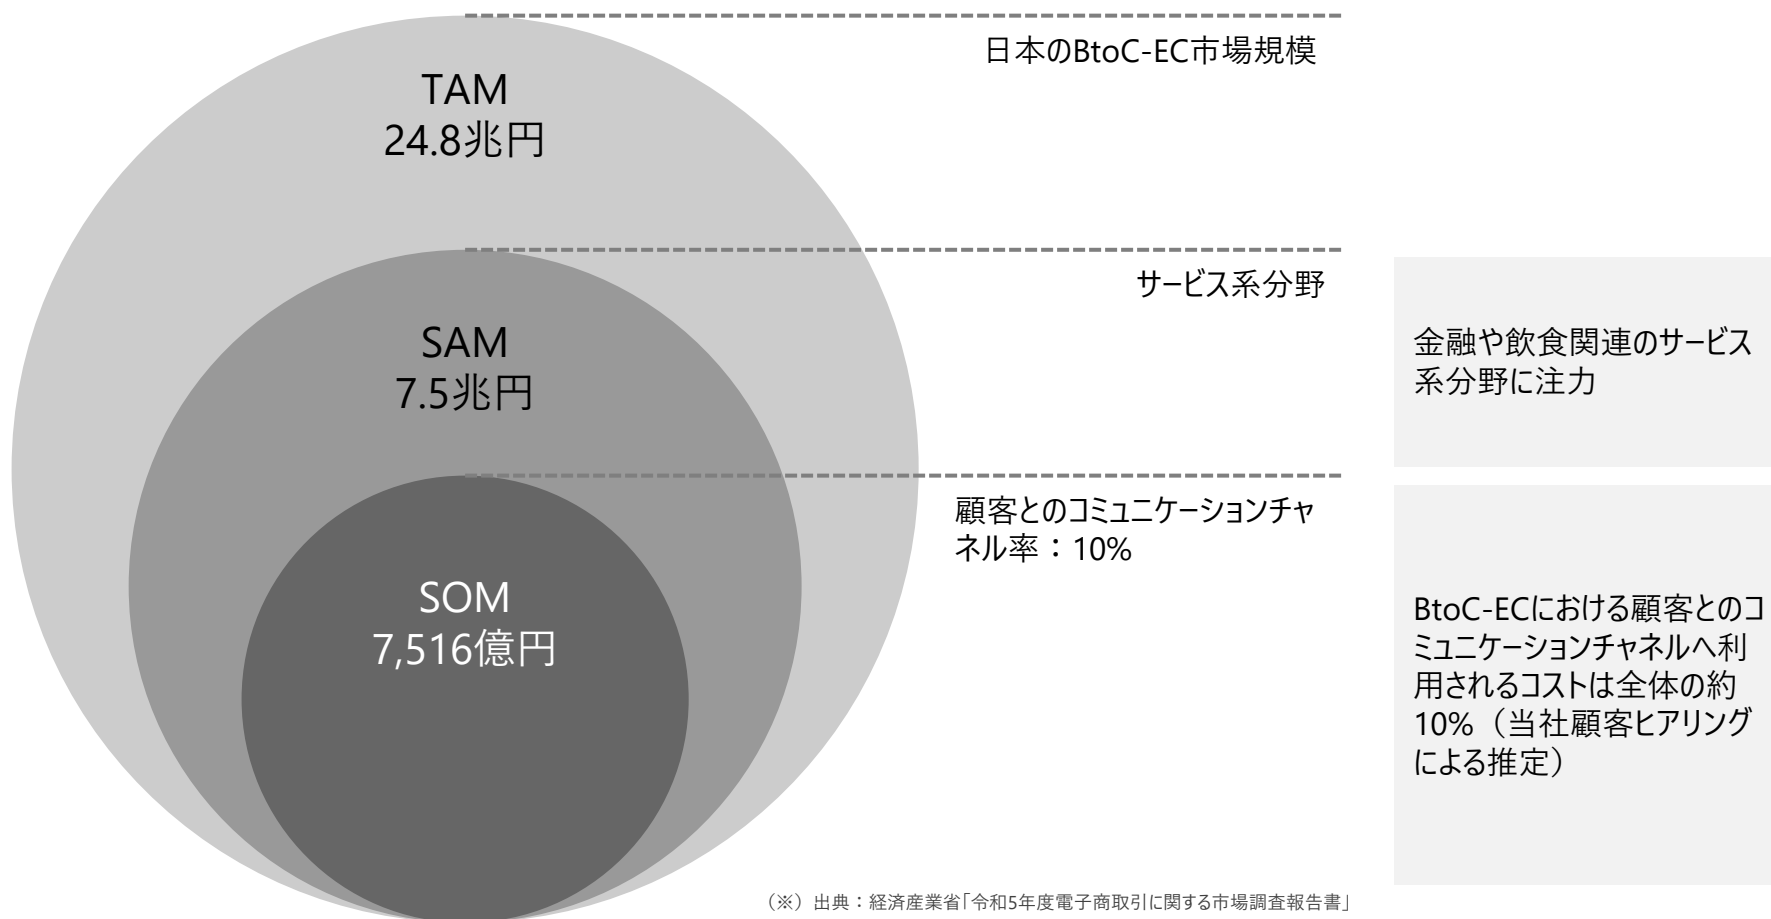 日本のBtoC-EC市場規模
TAM
24.8兆円
サービス系分野
SAM
7.5兆円
金融や飲食関連のサービス
系分野に注力
顧客とのコミュニケーションチャ
ネル率：10%
SOM
7,516億円
BtoC-ECにおける顧客とのコ
ミュニケーションチャネルへ利
用されるコストは全体の約
10%（当社顧客ヒアリング
による推定）
（※）出典：経済産業省「令和5年度電子商取引に関する市場調査報告書」